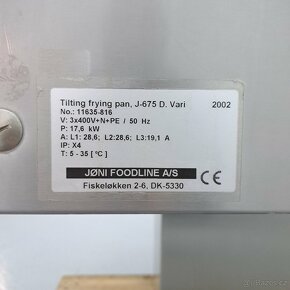 Tilting frying pan, J-675 D. Vari 2002
No.: 11635-816
V: 3x400V+N+PE / 50 Hz
P: 17,6 kW
A: L1: 28,6; L2:28,6; L3:19,1 A
IP: X4
T: 5 - 35 [ºC]
JØNI FOODLINE A/S
Fiskeløkken 2-6, DK-5330
CE